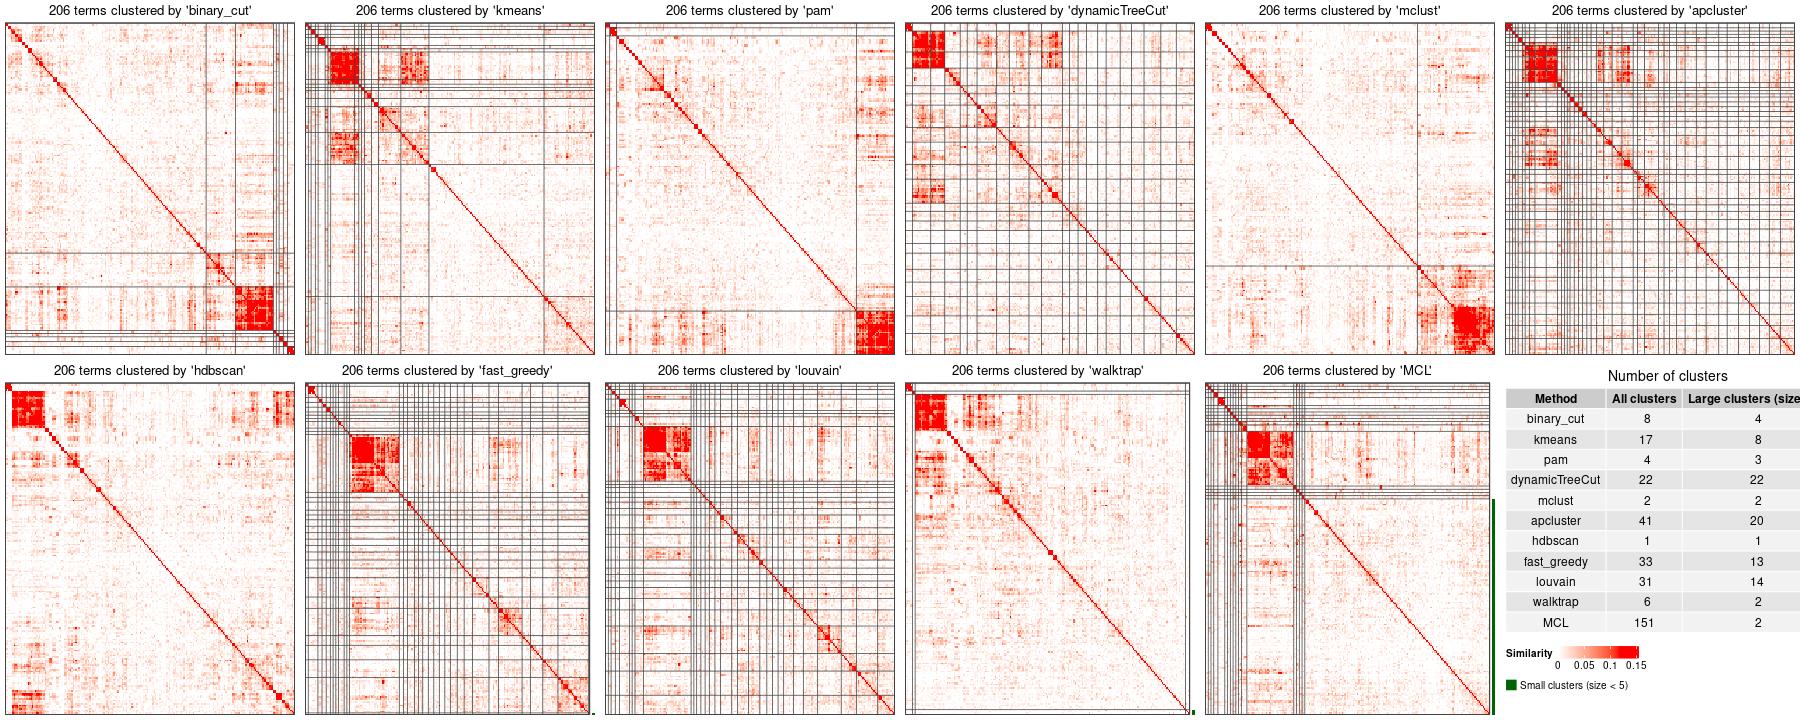 206 terms clustered by 'binary_cut'
206 terms clustered by 'kmeans'
206 terms clustered by 'pam'
206 terms clustered by 'dynamicTreeCut'
206 terms clustered by 'mclust'
206 terms clustered by 'apcluster'
206 terms clustered by 'hdbscan'
206 terms clustered by 'fast_greedy'
206 terms clustered by 'louvain'
206 terms clustered by 'walktrap'
206 terms clustered by 'MCL'
Number of clusters
Method All clusters Large clusters (size
binary_cut 8 4
kmeans 17 8
pam 4 3
dynamicTreeCut 22 22
mclust 2 2
apcluster 41 20
hdbscan 1 1
fast_greedy 33 13
louvain 31 14
walktrap 6 2
MCL 151 2
Similarity
0 0.05 0.1 0.15
Small clusters (size < 5)